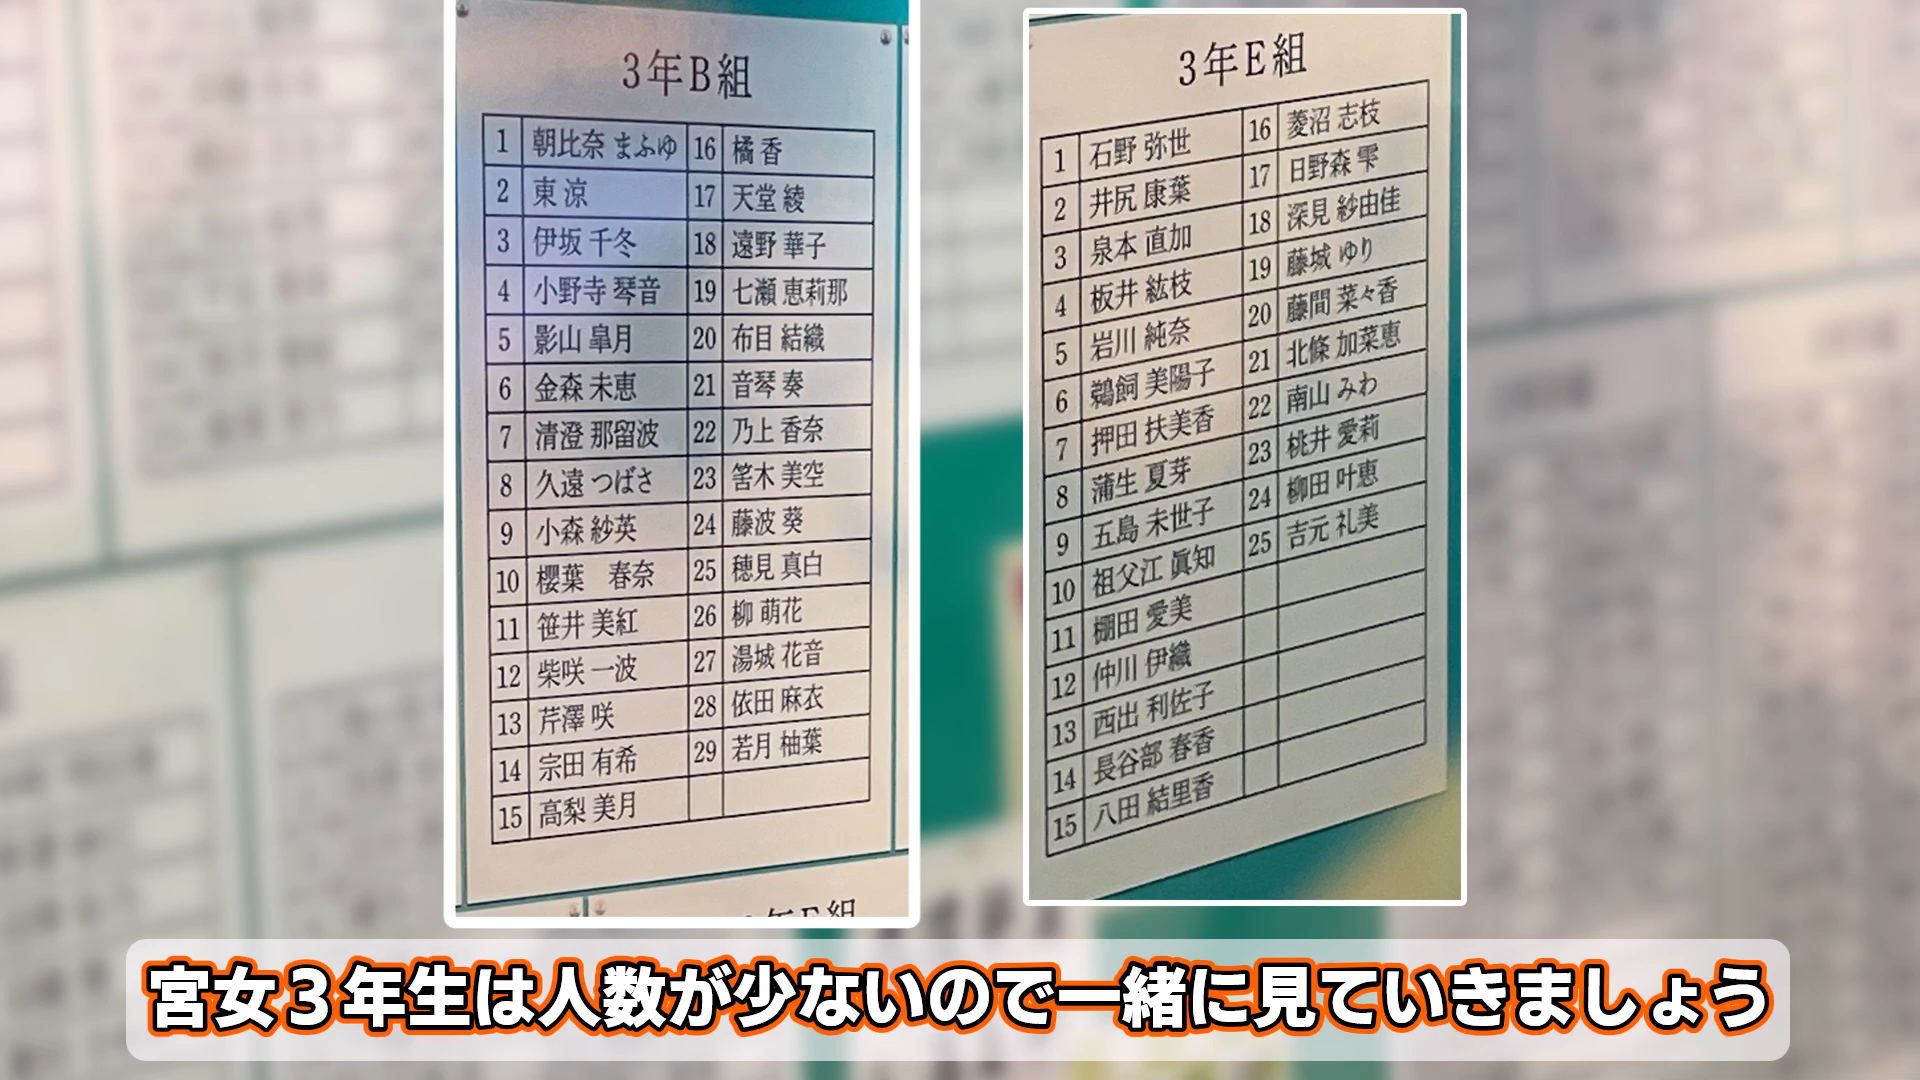 3年B組
1 朝比奈 まふゆ 16 橘 香
2 東 涼 17 天堂 綾
3 伊坂 千冬 18 遠野 華子
4 小野寺 琴音 19 七瀬 恵莉那
5 影山 皐月 20 布目 結織
6 金森 未恵 21 音琴 奏
7 清澄 那留波 22 乃上 香奈
8 久遠 つばさ 23 筈木 美空
9 小森 紗英 24 藤波 葵
10 櫻葉　春奈 25 穂見 真白
11 笹井 美紅 26 柳 萌花
12 柴咲 一波 27 湯城 花音
13 芹澤 咲 28 依田 麻衣
14 宗田 有希 29 若月 柚葉
15 高梨 美月
3年E組
1 石野 弥世 16 菱沼 志枝
2 井尻 康葉 17 日野森 雫
3 泉本 直加 18 深見 紗由佳
4 板井 紘枝 19 藤城 ゆり
5 岩川 純奈 20 藤間 菜々香
6 鵜飼 美陽子 21 北條 加菜恵
7 押田 扶美香 22 南山 みわ
8 蒲生 夏芽 23 桃井 愛莉
9 五島 未世子 24 柳田 叶恵
10 祖父江 眞知 25 吉元 礼美
11 棚田 愛美
12 仲川 伊織
13 西出 利佐子
14 長谷部 春香
15 八田 結里香
宮女３年生は人数が少ないので一緒に見ていきましょう